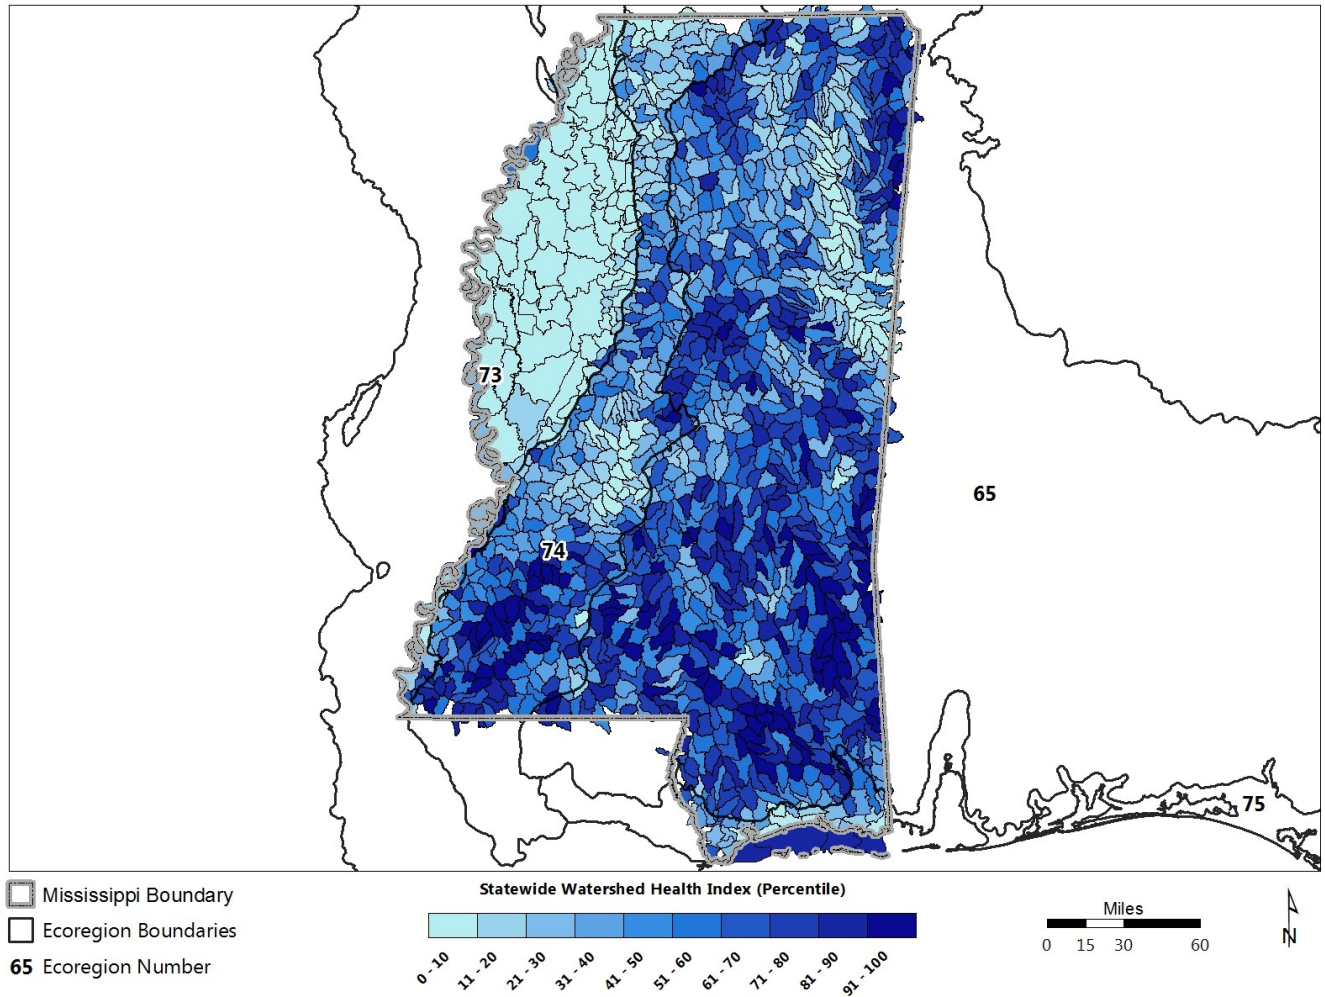 73
65
74
75
Mississippi Boundary
Ecoregion Boundaries
65 Ecoregion Number
Statewide Watershed Health Index (Percentile)
0 - 10
11 - 20
21 - 30
31 - 40
41 - 50
51 - 60
61 - 70
71 - 80
81 - 90
91 - 100
Miles
0 15 30 60
N